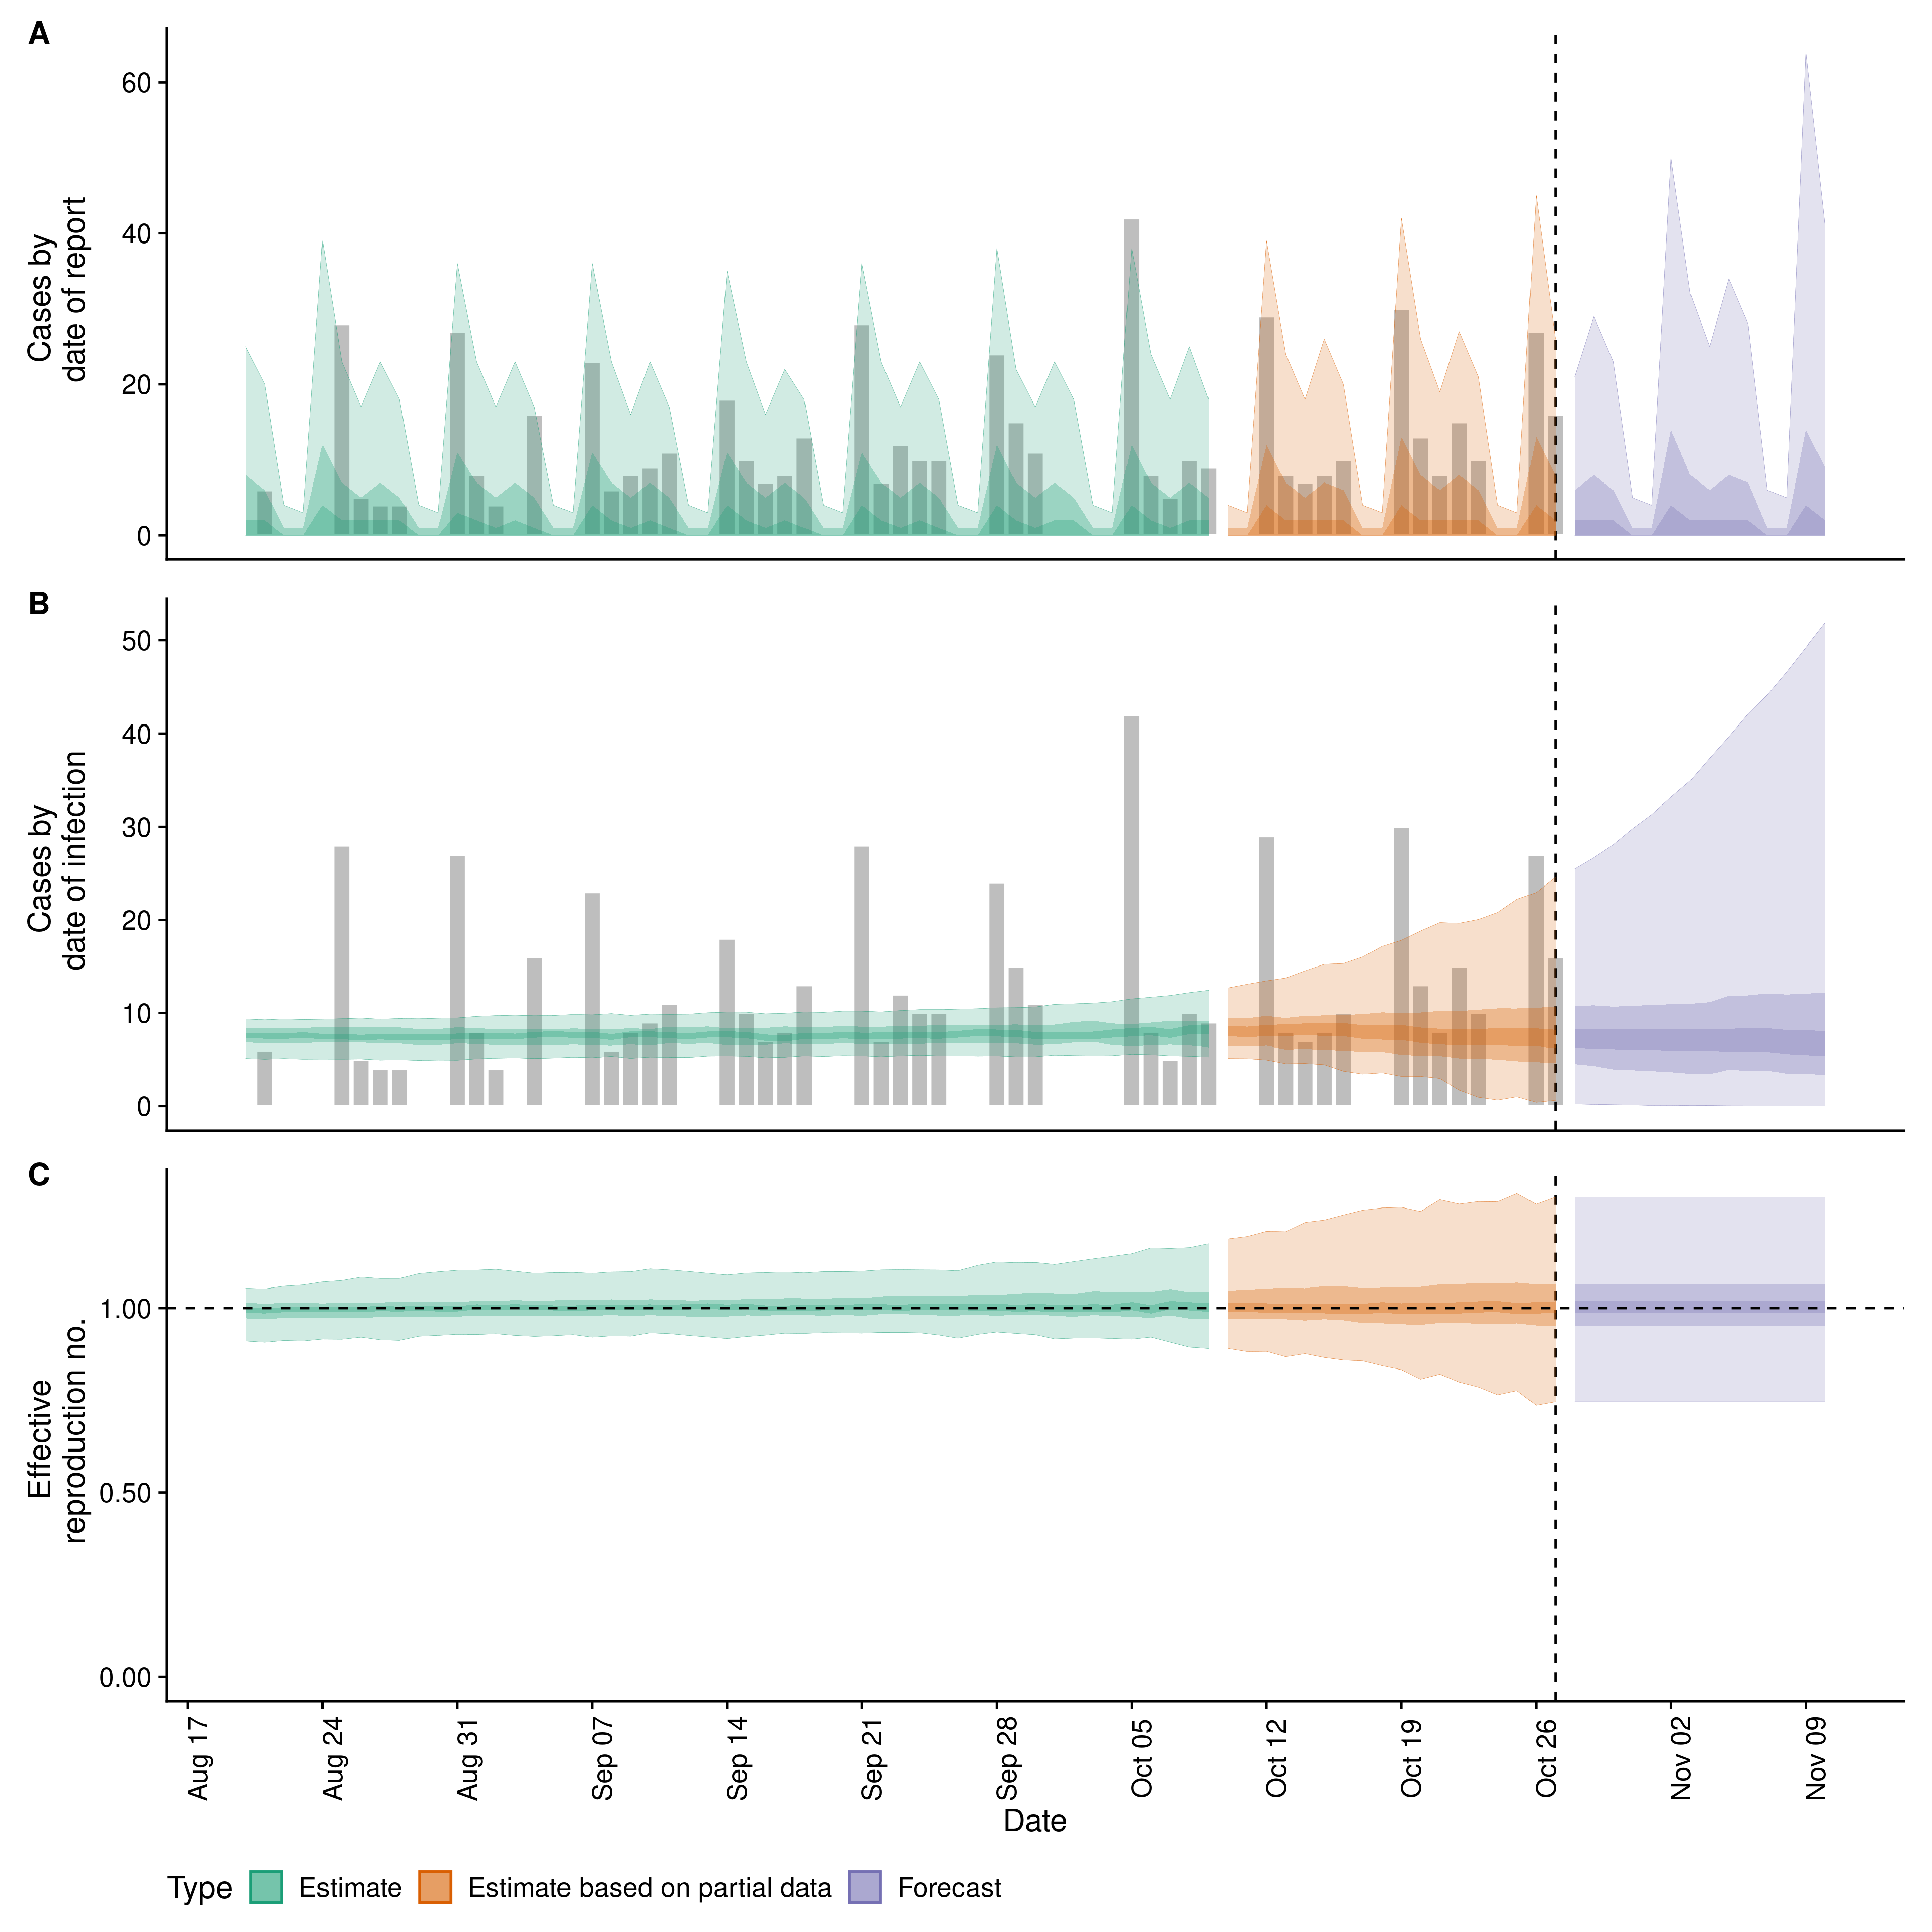 A
Cases by
date of report
60
40
20
0
B
Cases by
date of infection
50
40
30
20
10
0
C
Effective
reproduction no.
1.00
0.50
0.00
Aug 17
Aug 24
Aug 31
Sep 07
Sep 14
Sep 21
Sep 28
Oct 05
Oct 12
Oct 19
Oct 26
Nov 02
Nov 09
Date
Type Estimate Estimate based on partial data Forecast